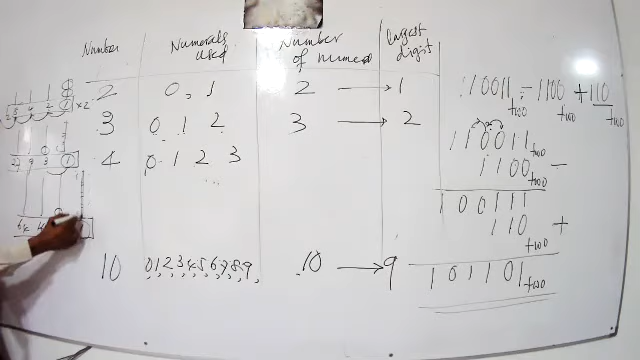 Number Numerals used Number of numera largest digit
2 0, 1 2 → 1
3 0 1 2 3 → 2
4 0 1 2 3
10 0,1,2,3,4,5,6,7,8,9, 10 → 9
110011two - 1100two + 110two
110011two
1100two -
100111
110two +
101101two